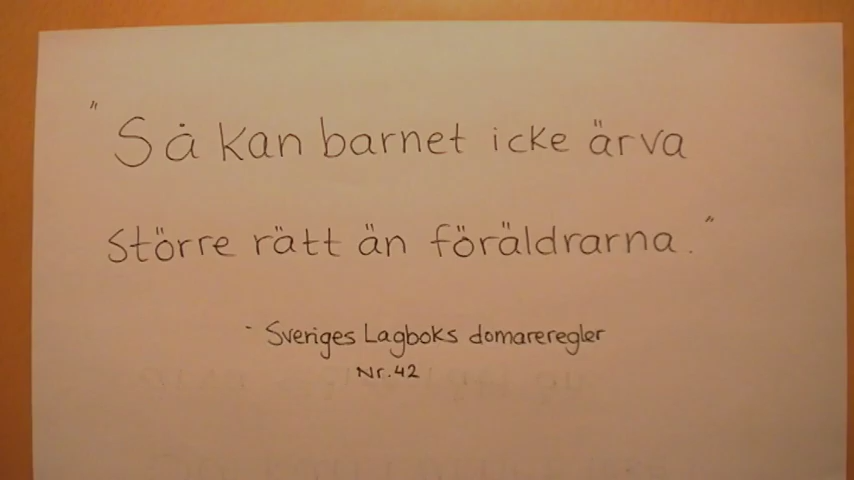 "Så kan barnet icke ärva
större rätt än föräldrarna."
- Sveriges Lagboks domareregler
Nr. 42